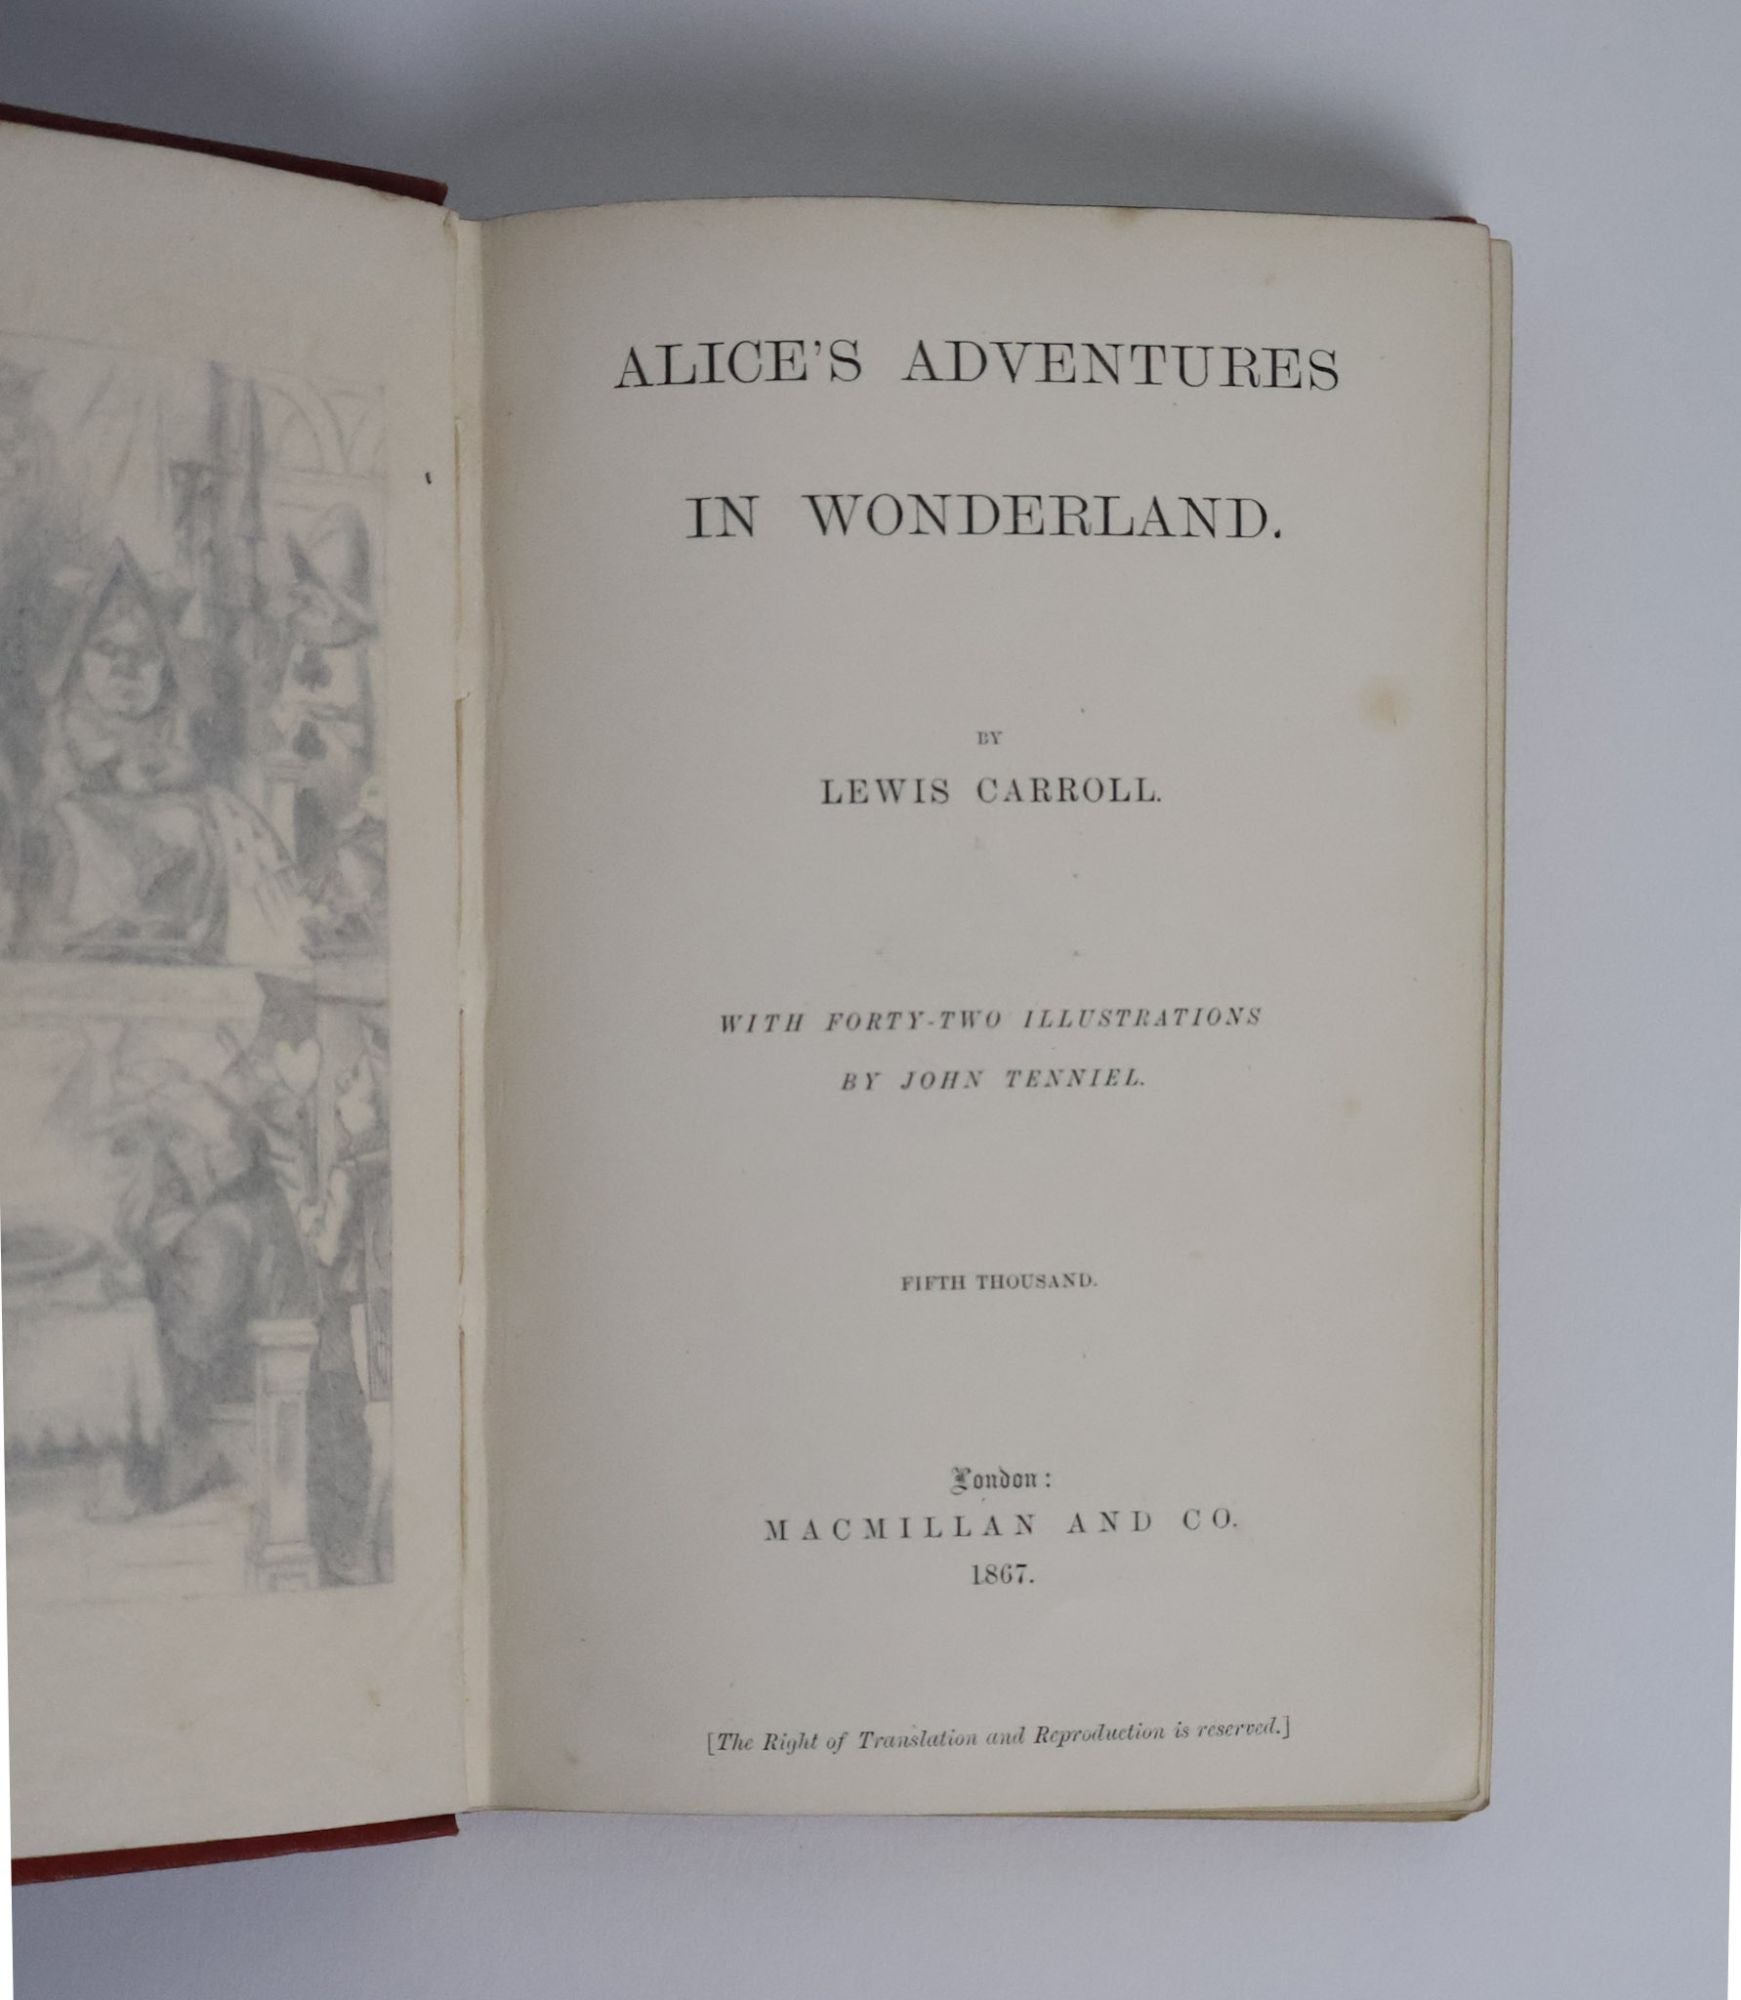 ALICE'S ADVENTURES
IN WONDERLAND.
BY
LEWIS CARROLL.
WITH FORTY-TWO ILLUSTRATIONS
BY JOHN TENNIEL.
FIFTH THOUSAND.
London:
MACMILLAN AND CO.
1867.
[The Right of Translation and Reproduction is reserved.]